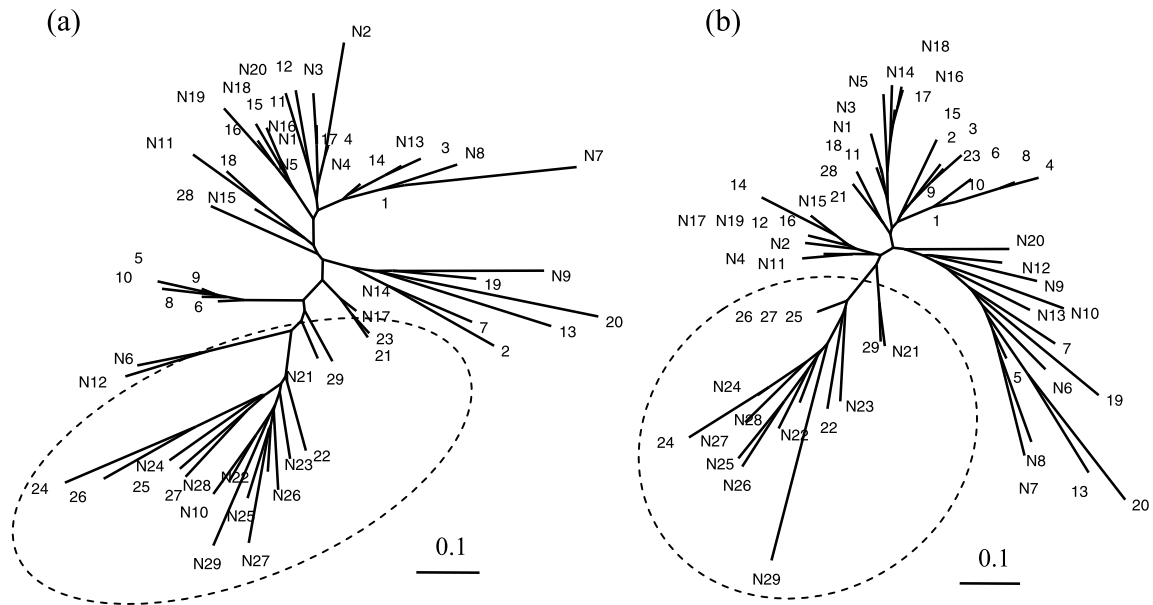 (a)
N2
N20 12 N3
N18
N19 15 11
16 N16
N1 17 4
N11 N13 3 N8
18 N5 N4 14 N7
28 N15 1
5
10 9
8 6
N14 19 N9
N17 20
7 13
23
21 2
N6
N12 N21 29
N24 N23 22
24 26 25 27 N28 N22 N26
N10 N25
N29 N27
0.1
(b)
N18
N5 N14 N16
17
N3 15
N1 2 3
18 11 23 6 8 4
28 10
14 21 9
N15 1
N17 N19 12 16
N2 N20
N4 N11 N12
N9
26 27 25 N13 N10
29 N21 7
5 N6
N24 19
N28 N23
24 N27 N22 22
N25 N8
N26 N7 13
20
N29
0.1